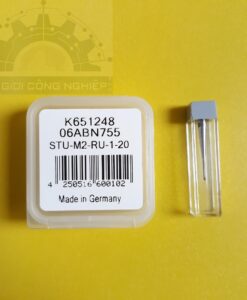 GIỚI CÔNG NGHIỆP
K651248
06ABN755
STU-M2-RU-1-20
4 250516 600102
Made in Germany